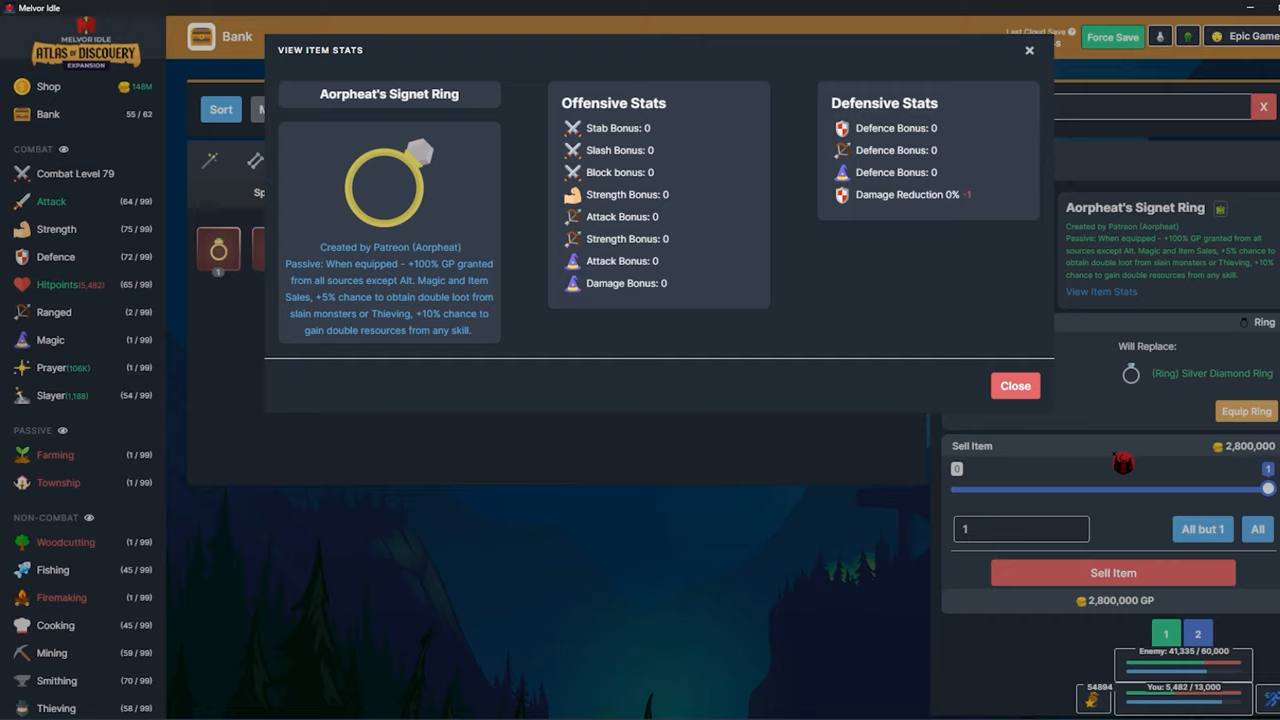 Melvor Idle
MELVOR IDLE
ATLAS OF DISCOVERY
EXPANSION
Shop 148M
Bank 55 / 62
COMBAT
Combat Level 79
Attack (64 / 99)
Strength (75 / 99)
Defence (72 / 99)
Hitpoints(5,482) (65 / 99)
Ranged (2 / 99)
Magic (1 / 99)
Prayer(106K) (1 / 99)
Slayer(1,188) (54 / 99)
PASSIVE
Farming (1 / 99)
Township (1 / 99)
NON-COMBAT
Woodcutting (1 / 99)
Fishing (45 / 99)
Firemaking (1 / 99)
Cooking (45 / 99)
Mining (59 / 99)
Smithing (70 / 99)
Thieving (58 / 99)
Bank
Last Cloud Save
Force Save
Epic Game
Sort
Sp
1
X
VIEW ITEM STATS
×
Aorpheat's Signet Ring
Created by Patreon (Aorpheat)
Passive: When equipped - +100% GP granted
from all sources except Alt. Magic and Item
Sales, +5% chance to obtain double loot from
slain monsters or Thieving, +10% chance to
gain double resources from any skill.
Offensive Stats
Stab Bonus: 0
Slash Bonus: 0
Block bonus: 0
Strength Bonus: 0
Attack Bonus: 0
Strength Bonus: 0
Attack Bonus: 0
Damage Bonus: 0
Defensive Stats
Defence Bonus: 0
Defence Bonus: 0
Defence Bonus: 0
Damage Reduction 0% -1
Close
Aorpheat's Signet Ring
Created by Patreon (Aorpheat)
Passive: When equipped - +100% GP granted from all
sources except Alt. Magic and Item Sales, +5% chance to
obtain double loot from slain monsters or Thieving, +10%
chance to gain double resources from any skill.
View Item Stats
Ring
Will Replace:
(Ring) Silver Diamond Ring
Equip Ring
Sell Item 2,800,000
0 1
1
All but 1 All
Sell Item
2,800,000 GP
1 2
Enemy: 41,335 / 60,000
54894
You: 5,482 / 13,000